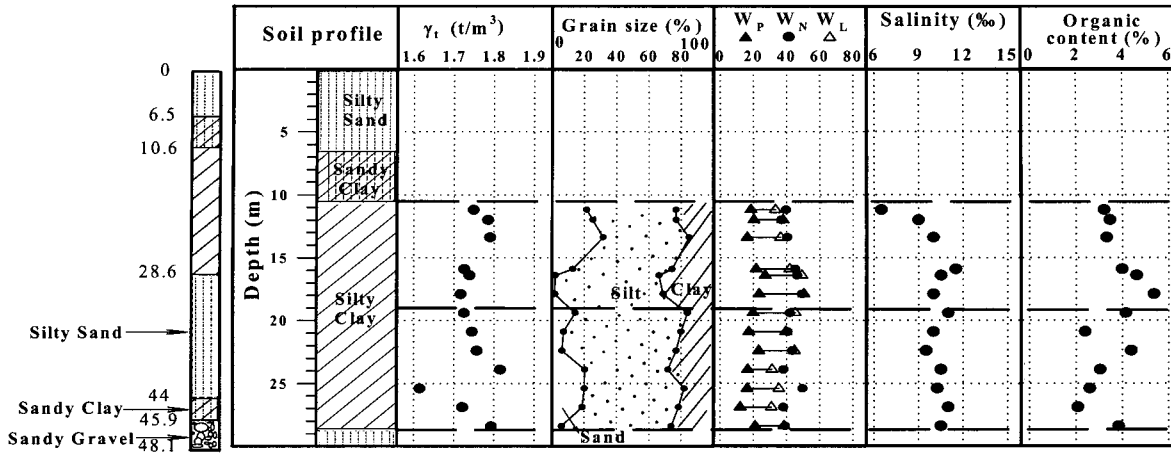 Soil profile
γt (t/m³)
1.6 1.7 1.8 1.9
Grain size (%)
0 20 40 60 80 100
WP WN WL
0 20 40 60 80
Salinity (‰)
6 9 12 15
Organic content (%)
0 2 4 6
0
6.5
10.6
28.6
44
45.9
48.1
Silty Sand
Sandy Clay
Sandy Gravel
Depth (m)
5
10
15
20
25
Silty Sand
Sandy Clay
Silty Clay
Silt
Clay
Sand